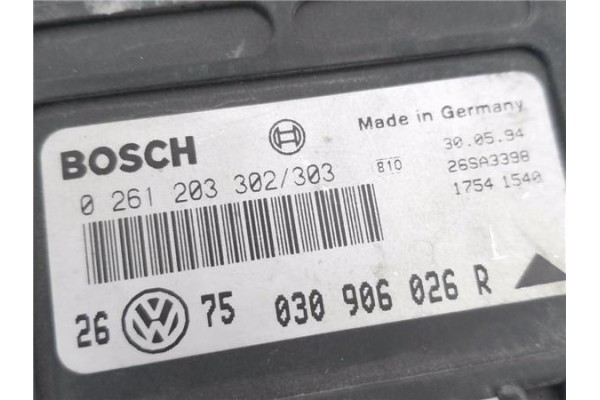 Made in Germany
BOSCH
30.05.94
0 261 203 302/303
810
26SA3398
1754 1540
26 VW 75 030 906 026 R